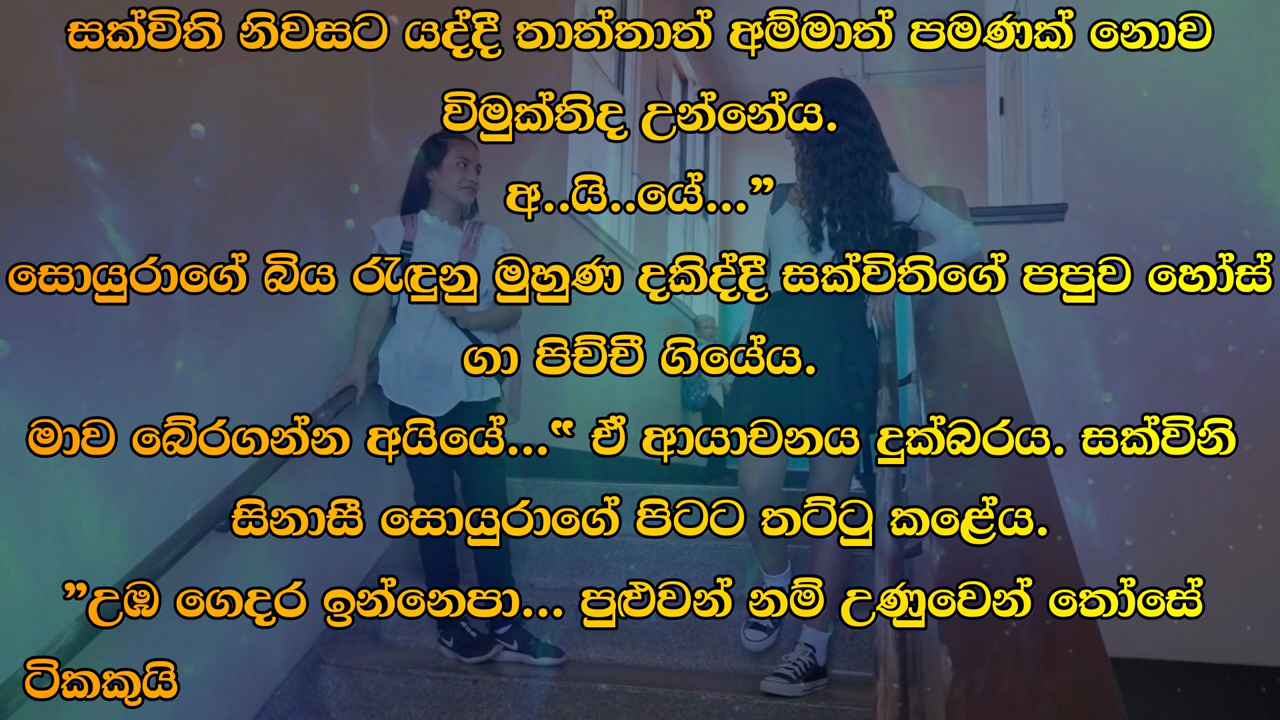 සක්විති නිවසට යද්දී තාත්තාත් අම්මාත් පමණක් නොව
විමුක්තිද උන්නේය.
අ..යි..යේ...”
සොයුරාගේ බිය රැඳුනු මුහුණ දකිද්දී සක්විතිගේ පපුව හෝස්
ගා පිච්චී ගියේය.
මාව බේරගන්න අයියේ...“ ඒ ආයාචනය දුක්බරය. සක්විනි
සිනාසී සොයුරාගේ පිටට තට්ටු කළේය.
”උඹ ගෙදර ඉන්නෙපා... පුළුවන් නම් උණුවෙන් තෝසේ
ටිකකුයි